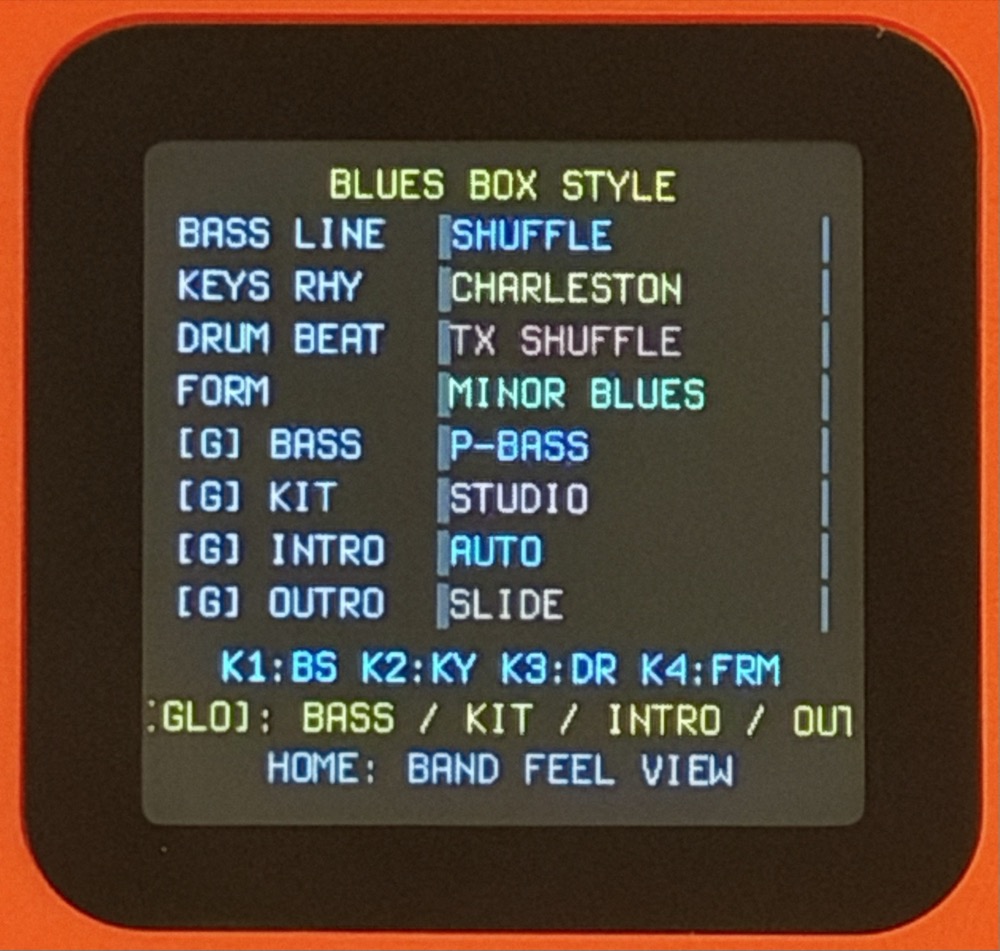 BLUES BOX STYLE
BASS LINE SHUFFLE
KEYS RHY CHARLESTON
DRUM BEAT TX SHUFFLE
FORM MINOR BLUES
[G] BASS P-BASS
[G] KIT STUDIO
[G] INTRO AUTO
[G] OUTRO SLIDE
K1:BS K2:KY K3:DR K4:FRM
[GLO]: BASS / KIT / INTRO / OUT
HOME: BAND FEEL VIEW